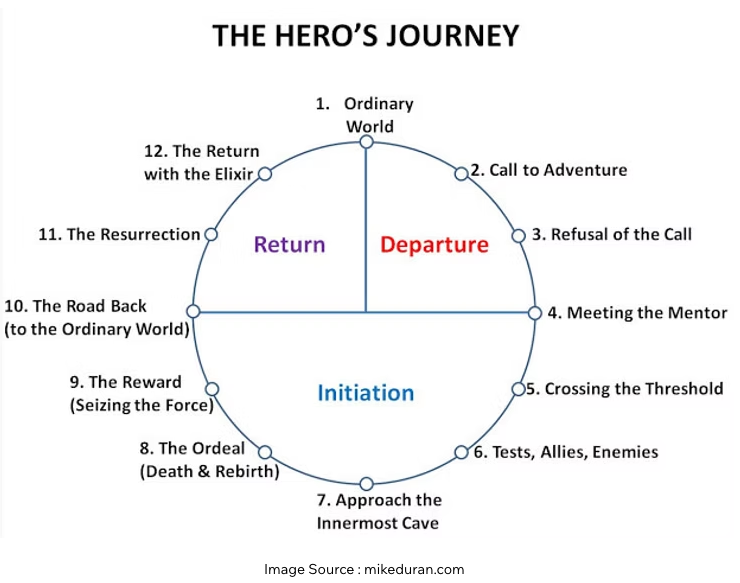 THE HERO'S JOURNEY
1. Ordinary
World
2. Call to Adventure
3. Refusal of the Call
4. Meeting the Mentor
5. Crossing the Threshold
6. Tests, Allies, Enemies
7. Approach the
Innermost Cave
8. The Ordeal
(Death & Rebirth)
9. The Reward
(Seizing the Force)
10. The Road Back
(to the Ordinary World)
11. The Resurrection
12. The Return
with the Elixir
Return
Departure
Initiation
Image Source : mikeduran.com